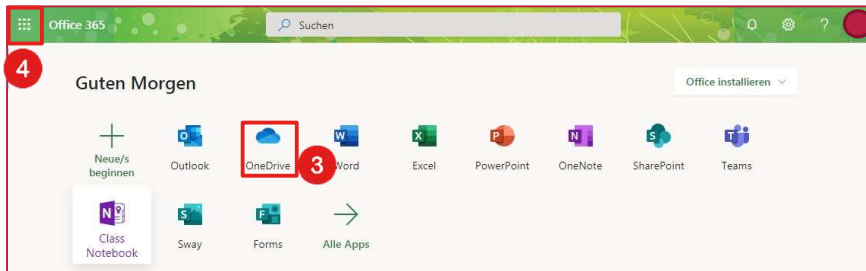 Office 365
Suchen
?
4
Guten Morgen
Office installieren
Neue/s
beginnen
Outlook
OneDrive
3
Word
Excel
PowerPoint
OneNote
SharePoint
Teams
Class
Notebook
Sway
Forms
Alle Apps